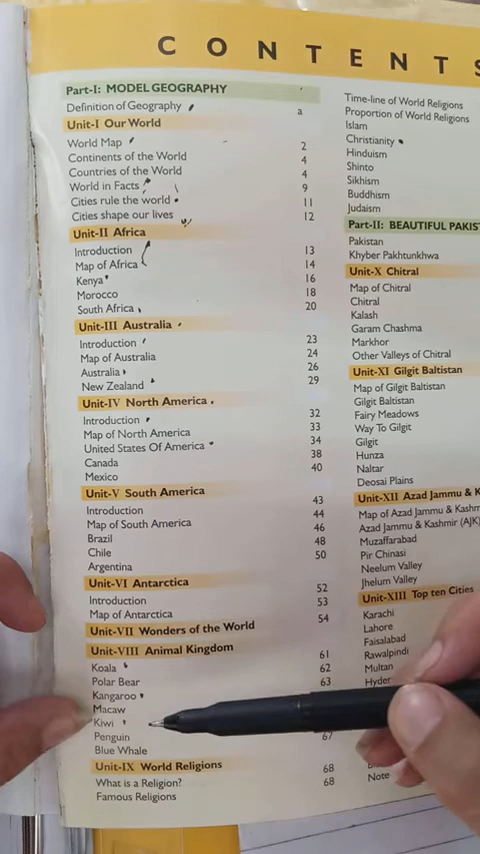 CONTENTS
Part-I: MODEL GEOGRAPHY
Definition of Geography a
Unit-I Our World
World Map 2
Continents of the World 4
Countries of the World 4
World in Facts 9
Cities rule the world 11
Cities shape our lives 12
Unit-II Africa
Introduction 13
Map of Africa 14
Kenya 16
Morocco 18
South Africa 20
Unit-III Australia
Introduction 23
Map of Australia 24
Australia 26
New Zealand 29
Unit-IV North America
Introduction 32
Map of North America 33
United States Of America 34
Canada 38
Mexico 40
Unit-V South America
Introduction 43
Map of South America 44
Brazil 46
Chile 48
Argentina 50
Unit-VI Antarctica
Introduction 52
Map of Antarctica 53
Unit-VII Wonders of the World 54
Unit-VIII Animal Kingdom
Koala 61
Polar Bear 62
Kangaroo 63
Macaw
Kiwi
Penguin 67
Blue Whale
Unit-IX World Religions
What is a Religion? 68
Famous Religions 68
Time-line of World Religions
Proportion of World Religions
Islam
Christianity
Hinduism
Shinto
Sikhism
Buddhism
Judaism
Part-II: BEAUTIFUL PAKIST
Pakistan
Khyber Pakhtunkhwa
Unit-X Chitral
Map of Chitral
Chitral
Kalash
Garam Chashma
Markhor
Other Valleys of Chitral
Unit-XI Gilgit Baltistan
Map of Gilgit Baltistan
Gilgit Baltistan
Fairy Meadows
Way To Gilgit
Gilgit
Hunza
Naltar
Deosai Plains
Unit-XII Azad Jammu & K
Map of Azad Jammu & Kashm
Azad Jammu & Kashmir (AJK)
Muzaffarabad
Pir Chinasi
Neelum Valley
Jhelum Valley
Unit-XIII Top ten Cities
Karachi
Lahore
Faisalabad
Rawalpindi
Multan
Hyder
Note